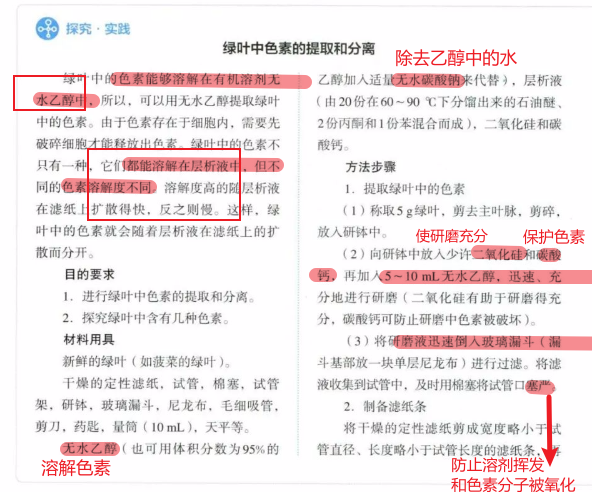 探究·实践
绿叶中色素的提取和分离
绿叶中的色素能够溶解在有机溶剂无
水乙醇中，所以，可以用无水乙醇提取绿叶
中的色素。由于色素存在于细胞内，需要先
破碎细胞才能释放出色素。绿叶中的色素不
只有一种，它们都能溶解在层析液中，但不
同的色素溶解度不同。溶解度高的随层析液
在滤纸上扩散得快，反之则慢。这样，绿
叶中的色素就会随着层析液在滤纸上的扩
散而分开。
目的要求
1. 进行绿叶中色素的提取和分离。
2. 探究绿叶中含有几种色素。
材料用具
新鲜的绿叶（如菠菜的绿叶）。
干燥的定性滤纸，试管，棉塞，试管
架，研钵，玻璃漏斗，尼龙布，毛细吸管，
剪刀，药匙，量筒（10 mL），天平等。
无水乙醇（也可用体积分数为95%的
溶解色素
除去乙醇中的水
乙醇加入适量无水碳酸钠来代替），层析液
（由20份在60~90 ℃下分馏出来的石油醚、
2份丙酮和1份苯混合而成），二氧化硅和碳
酸钙。
方法步骤
1. 提取绿叶中的色素
（1）称取5 g绿叶，剪去主叶脉，剪碎，
放入研钵中。
使研磨充分 保护色素
（2）向研钵中放入少许二氧化硅和碳酸
钙，再加入5~10 mL无水乙醇，迅速、充
分地进行研磨（二氧化硅有助于研磨得充
分，碳酸钙可防止研磨中色素被破坏）。
（3）将研磨液迅速倒入玻璃漏斗（漏
斗基部放一块单层尼龙布）进行过滤。将滤
液收集到试管中，及时用棉塞将试管口塞严。
2. 制备滤纸条
将干燥的定性滤纸剪成宽度略小于试
管直径、长度略小于试管长度的滤纸条，再
防止溶剂挥发
和色素分子被氧化